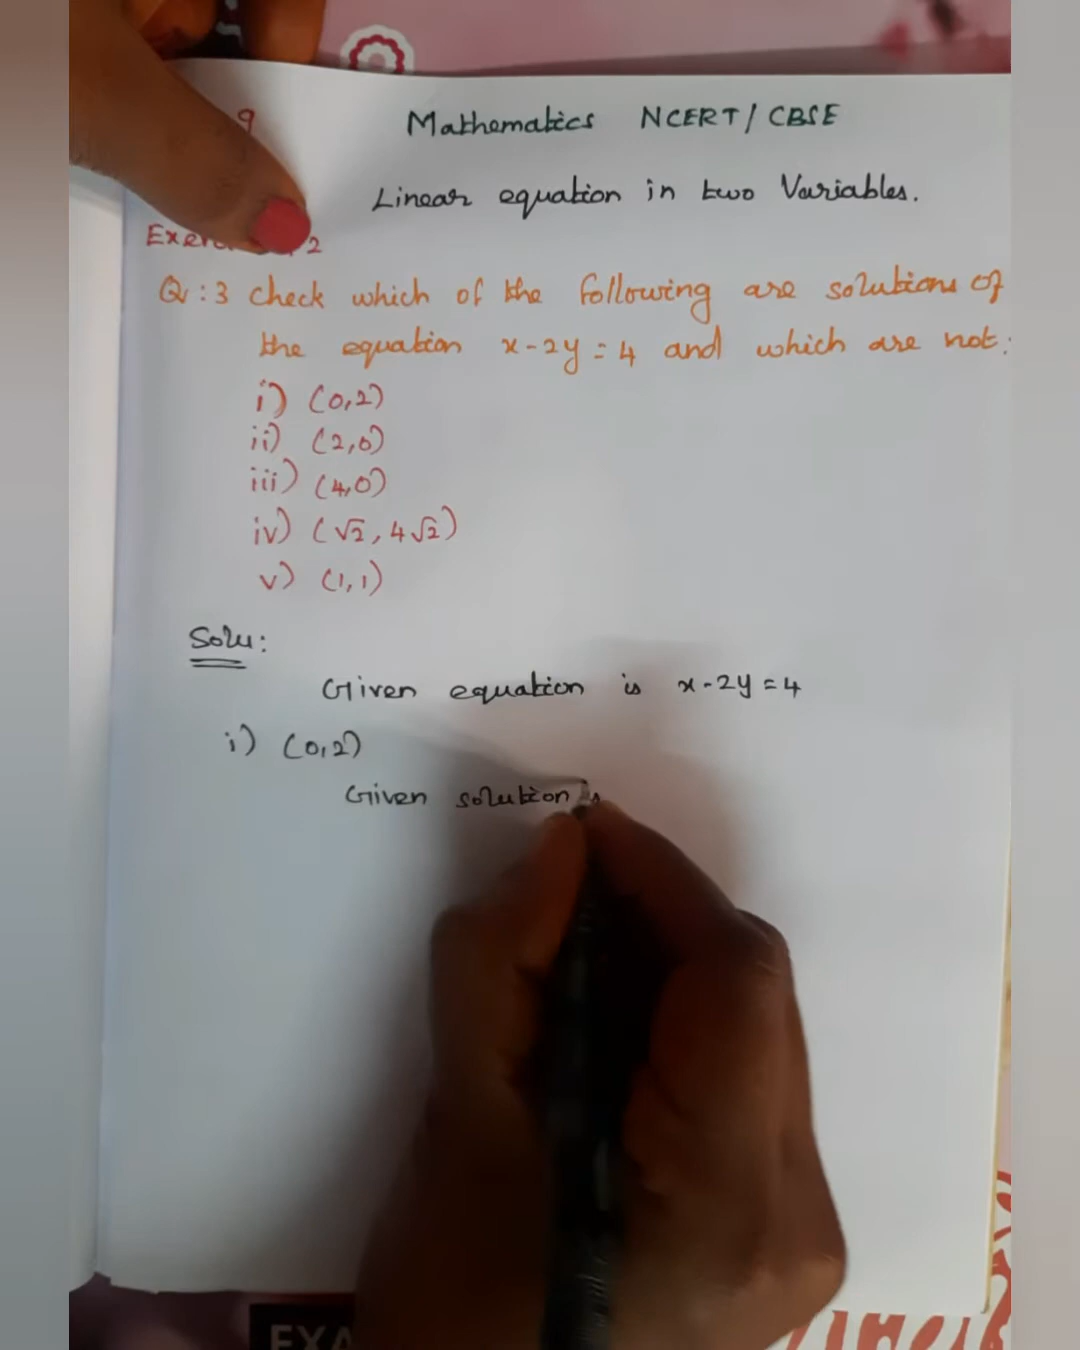 9
Mathematics NCERT/CBSE
Linear equation in two Variables.
2
Q:3 check which of the following are solutions of
the equation x-2y=4 and which are not:
i) (0,2)
ii) (2,0)
iii) (4,0)
iv) (√2, 4√2)
v) (1,1)
Solu:
Given equation is x-2y=4
i) (0,2)
Given solution is
EXA